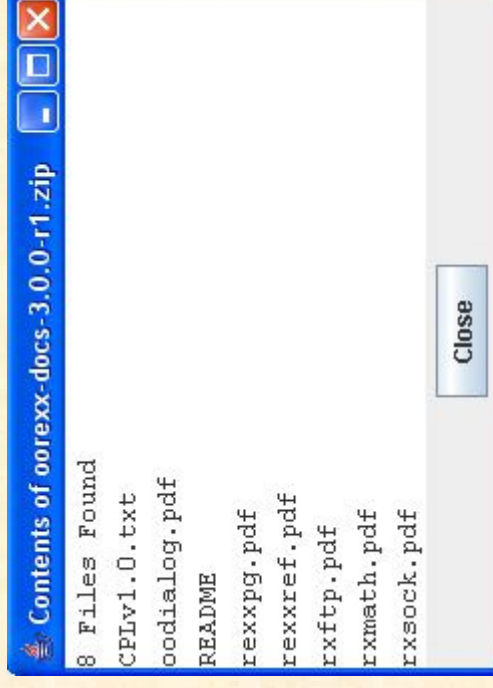 Contents of oorexx-docs-3.0.0-r1.zip
8 Files Found
CPLv1.0.txt
oodialog.pdf
README
rexxpg.pdf
rexxref.pdf
rxftp.pdf
rxmath.pdf
rxsock.pdf
Close